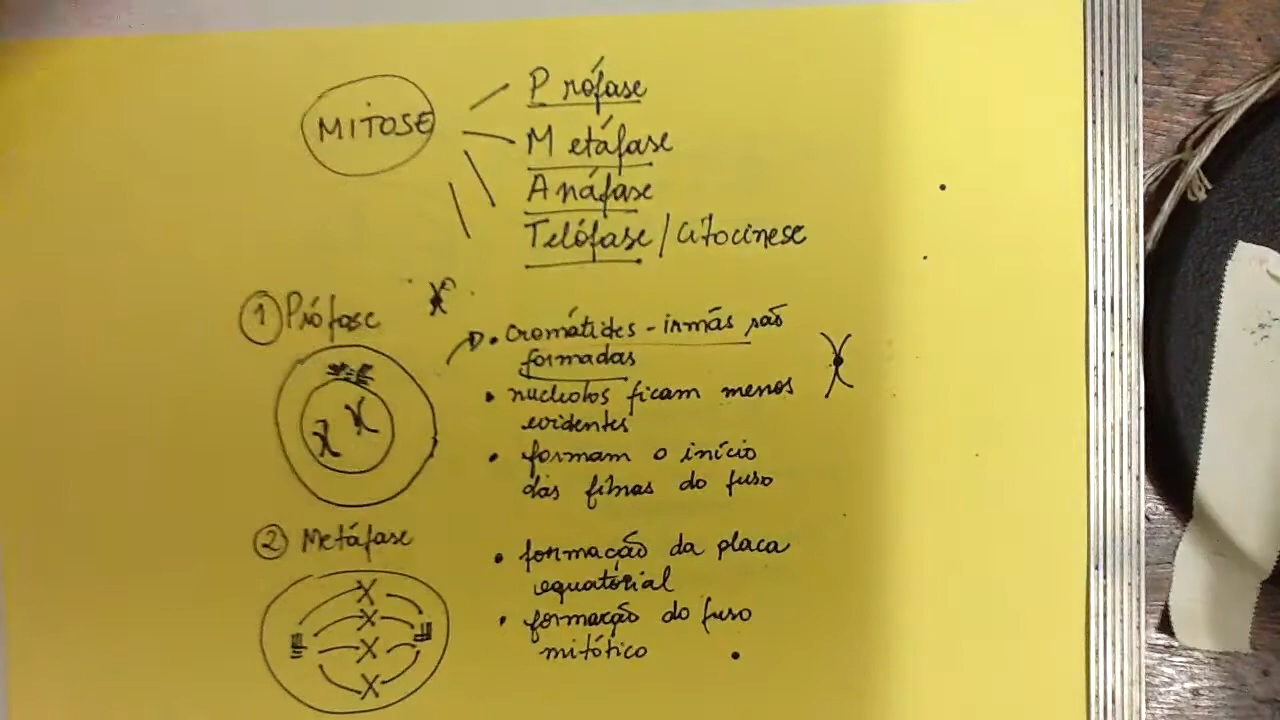 MITOSE
Prófase
Metáfase
Anáfase
Telófase/citocinese
① Prófase
• Cromátides-irmãs são
formadas
• nucleolos ficam menos
evidentes
• formam o início
das fibras do fuso
② Metáfase
• formação da placa
equatorial
• formação do fuso
mitótico